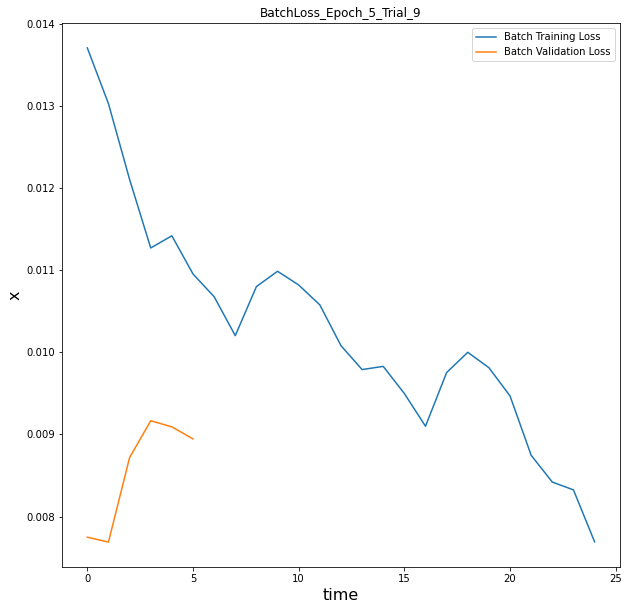 BatchLoss_Epoch_5_Trial_9
Batch Training Loss
Batch Validation Loss
0.014
0.013
0.012
0.011
0.010
0.009
0.008
x
0 5 10 15 20 25
time